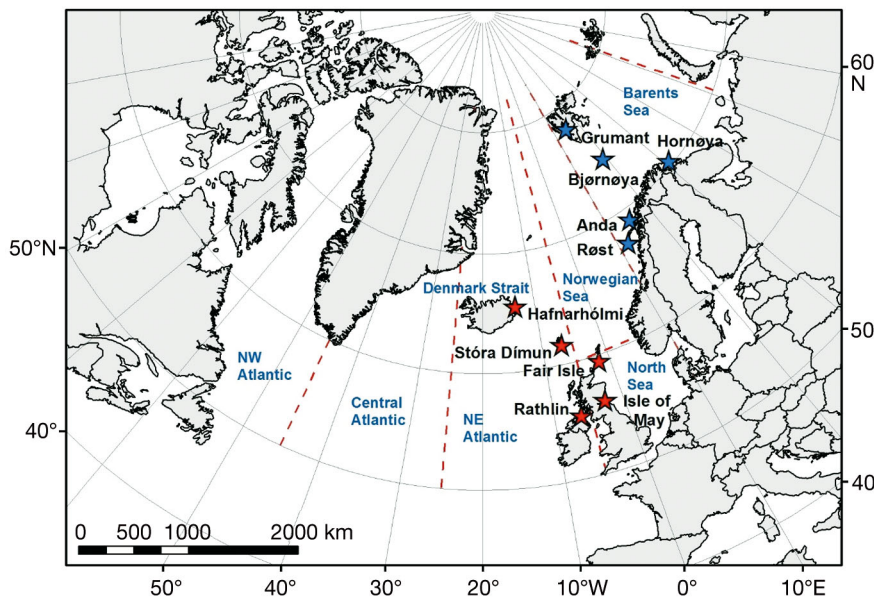 60
N
Barents
Sea
Grumant
Hornøya
Bjørnøya
Anda
Røst
50°N
Denmark Strait
Norwegian
Sea
Hafnarhólmi
50
Stóra Dímun
Fair Isle
NW
Atlantic
North
Sea
Central
Atlantic
NE
Atlantic
Rathlin
Isle of
May
40°
40
0 500 1000 2000 km
50° 40° 30° 20° 10°W 0° 10°E